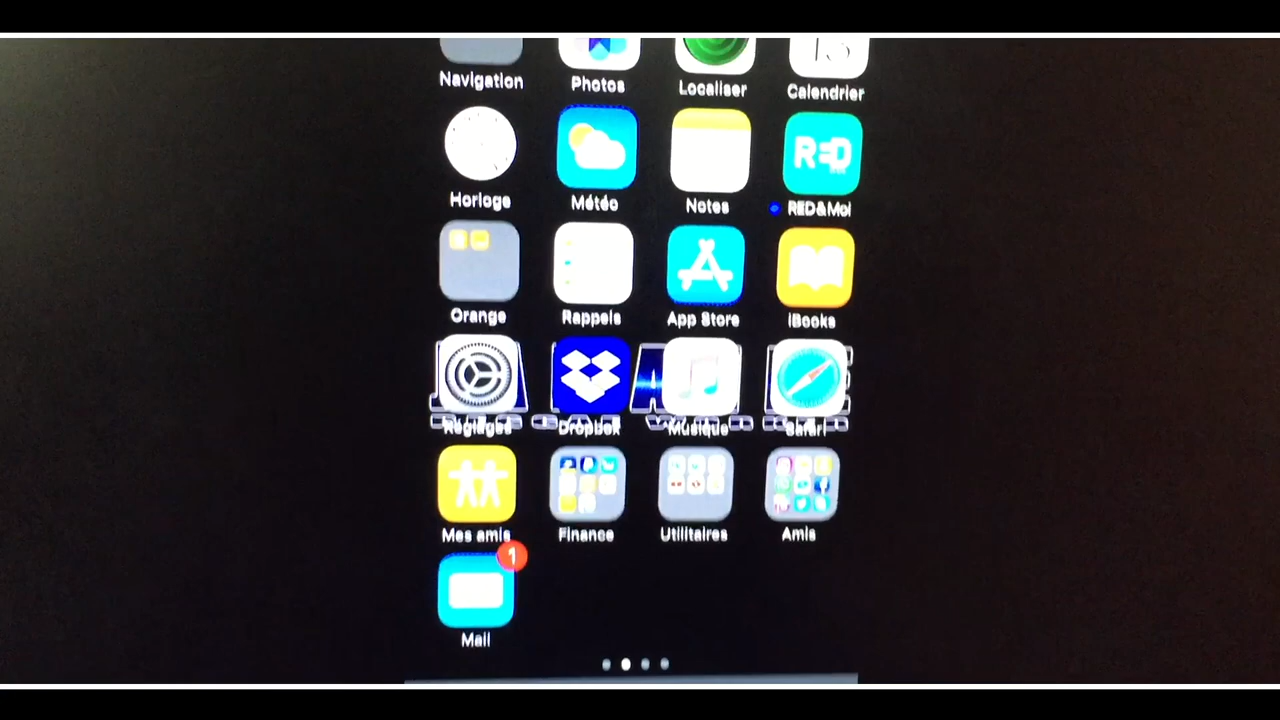 Navigation Photos Localiser Calendrier
Horloge Météo Notes RED&Moi
RED
Orange Rappels App Store iBooks
Réglages Dropbox Musique Safari
Mes amis Finance Utilitaires Amis
1
Mail